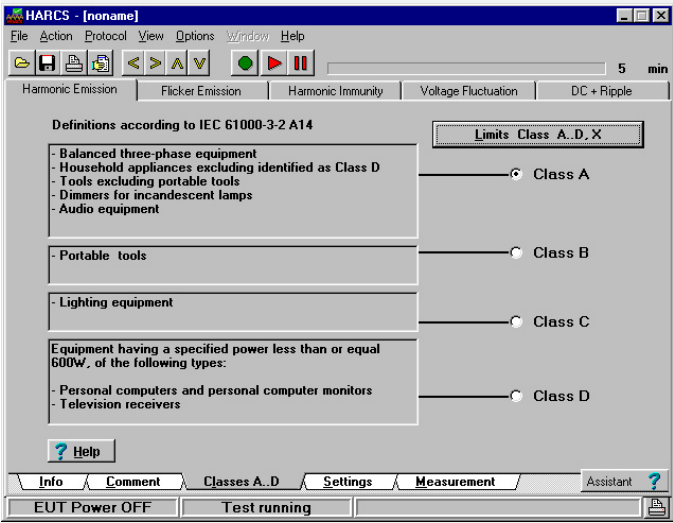 HARCS - [noname]
File Action Protocol View Options Window Help
5 min
Harmonic Emission Flicker Emission Harmonic Immunity Voltage Fluctuation DC + Ripple
Definitions according to IEC 61000-3-2 A14
Limits Class A..D, X
- Balanced three-phase equipment
- Household appliances excluding identified as Class D
- Tools excluding portable tools
- Dimmers for incandescent lamps
- Audio equipment
Class A
- Portable tools
Class B
- Lighting equipment
Class C
Equipment having a specified power less than or equal
600W, of the following types:
- Personal computers and personal computer monitors
- Television receivers
Class D
? Help
Info Comment Classes A..D Settings Measurement Assistant ?
EUT Power OFF Test running